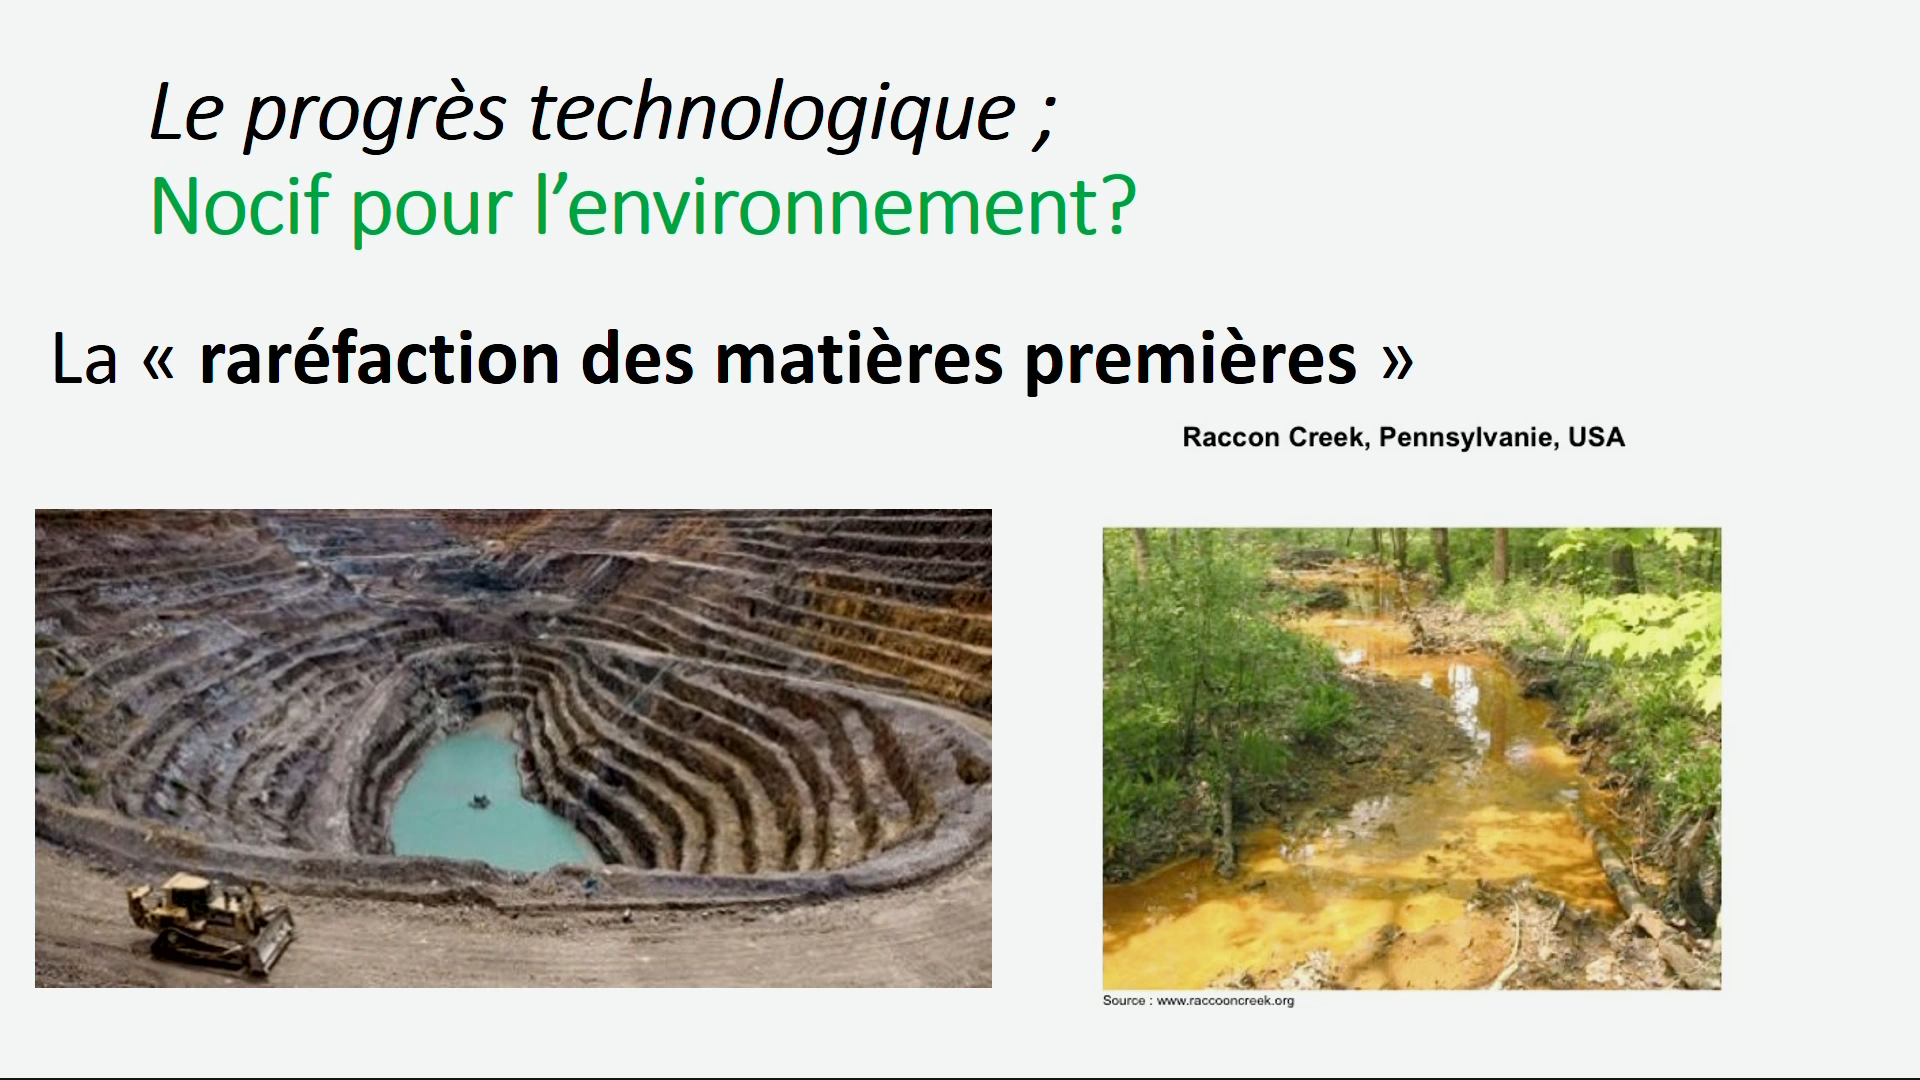 Le progrès technologique ;
Nocif pour l’environnement?
La « raréfaction des matières premières »
Raccon Creek, Pennsylvanie, USA
Source : www.raccooncreek.org